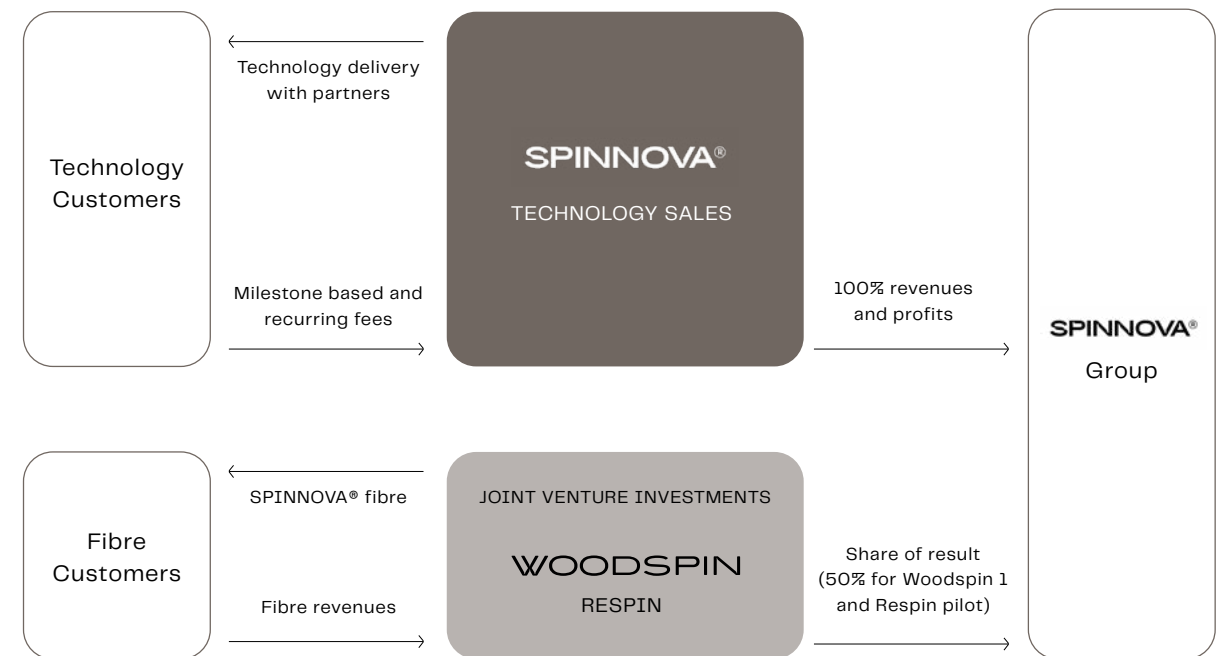 Technology
Customers
Technology delivery
with partners
Milestone based and
recurring fees
SPINNOVA®
TECHNOLOGY SALES
100% revenues
and profits
SPINNOVA®
Group
Fibre
Customers
SPINNOVA® fibre
Fibre revenues
JOINT VENTURE INVESTMENTS
WOODSPIN
RESPIN
Share of result
(50% for Woodspin 1
and Respin pilot)